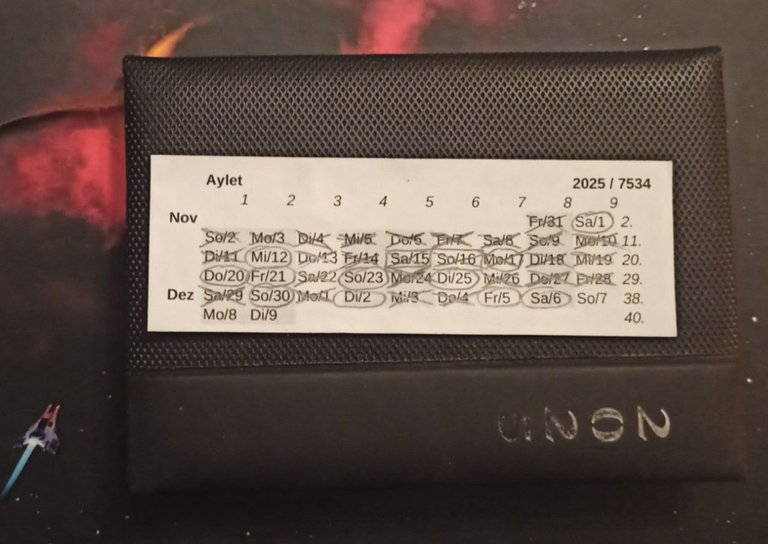 Aylet 2025 / 7534
1 2 3 4 5 6 7 8 9
Nov Fr/31 Sa/1 2.
So/2 Mo/3 Di/4 Mi/5 Do/6 Fr/7 Sa/8 So/9 Mo/10 11.
Di/11 Mi/12 Do/13 Fr/14 Sa/15 So/16 Mo/17 Di/18 Mi/19 20.
Do/20 Fr/21 Sa/22 So/23 Mo/24 Di/25 Mi/26 Do/27 Fr/28 29.
Dez Sa/29 So/30 Mo/1 Di/2 Mi/3 Do/4 Fr/5 Sa/6 So/7 38.
Mo/8 Di/9 40.
2025